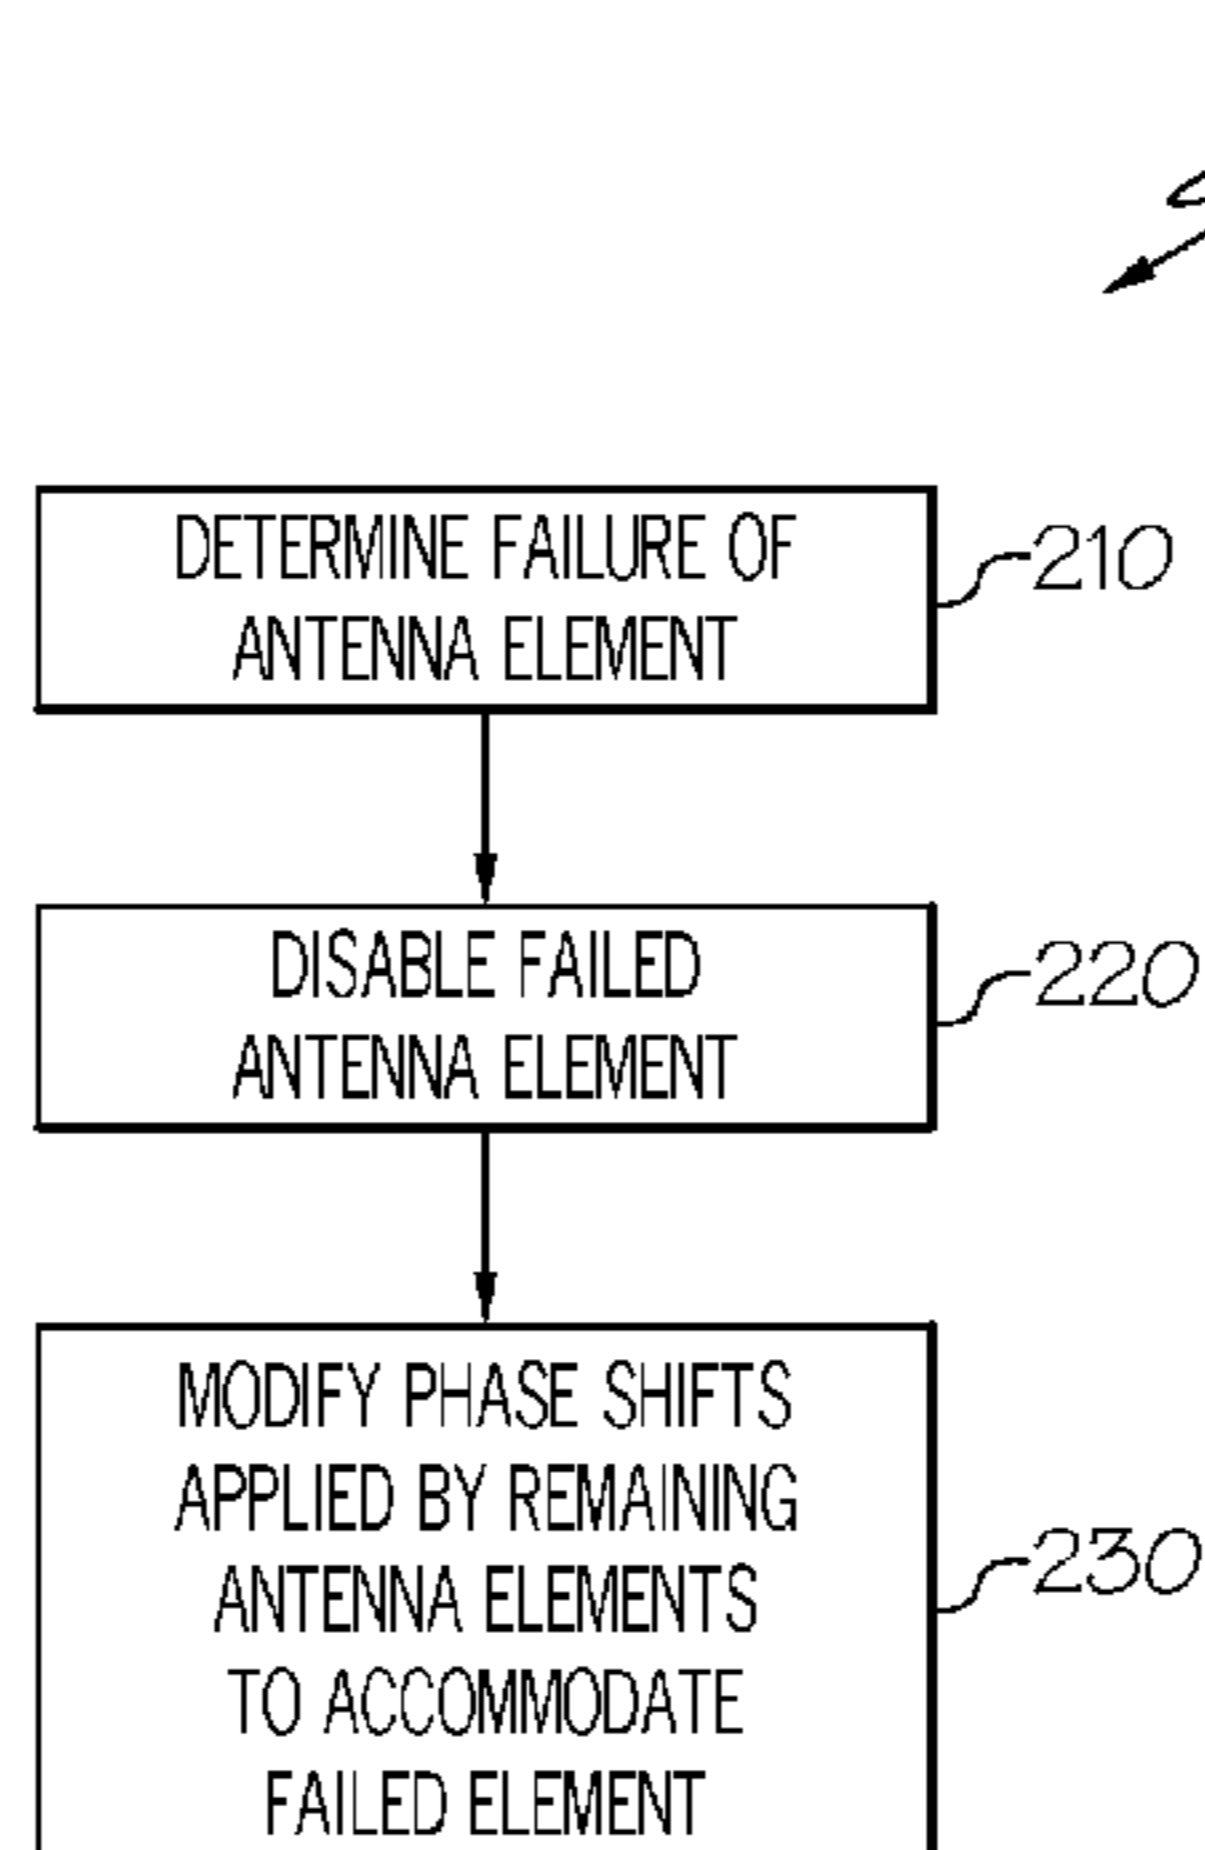 DETERMINE FAILURE OF
ANTENNA ELEMENT
210
DISABLE FAILED
ANTENNA ELEMENT
220
MODIFY PHASE SHIFTS
APPLIED BY REMAINING
ANTENNA ELEMENTS
TO ACCOMMODATE
FAILED ELEMENT
230